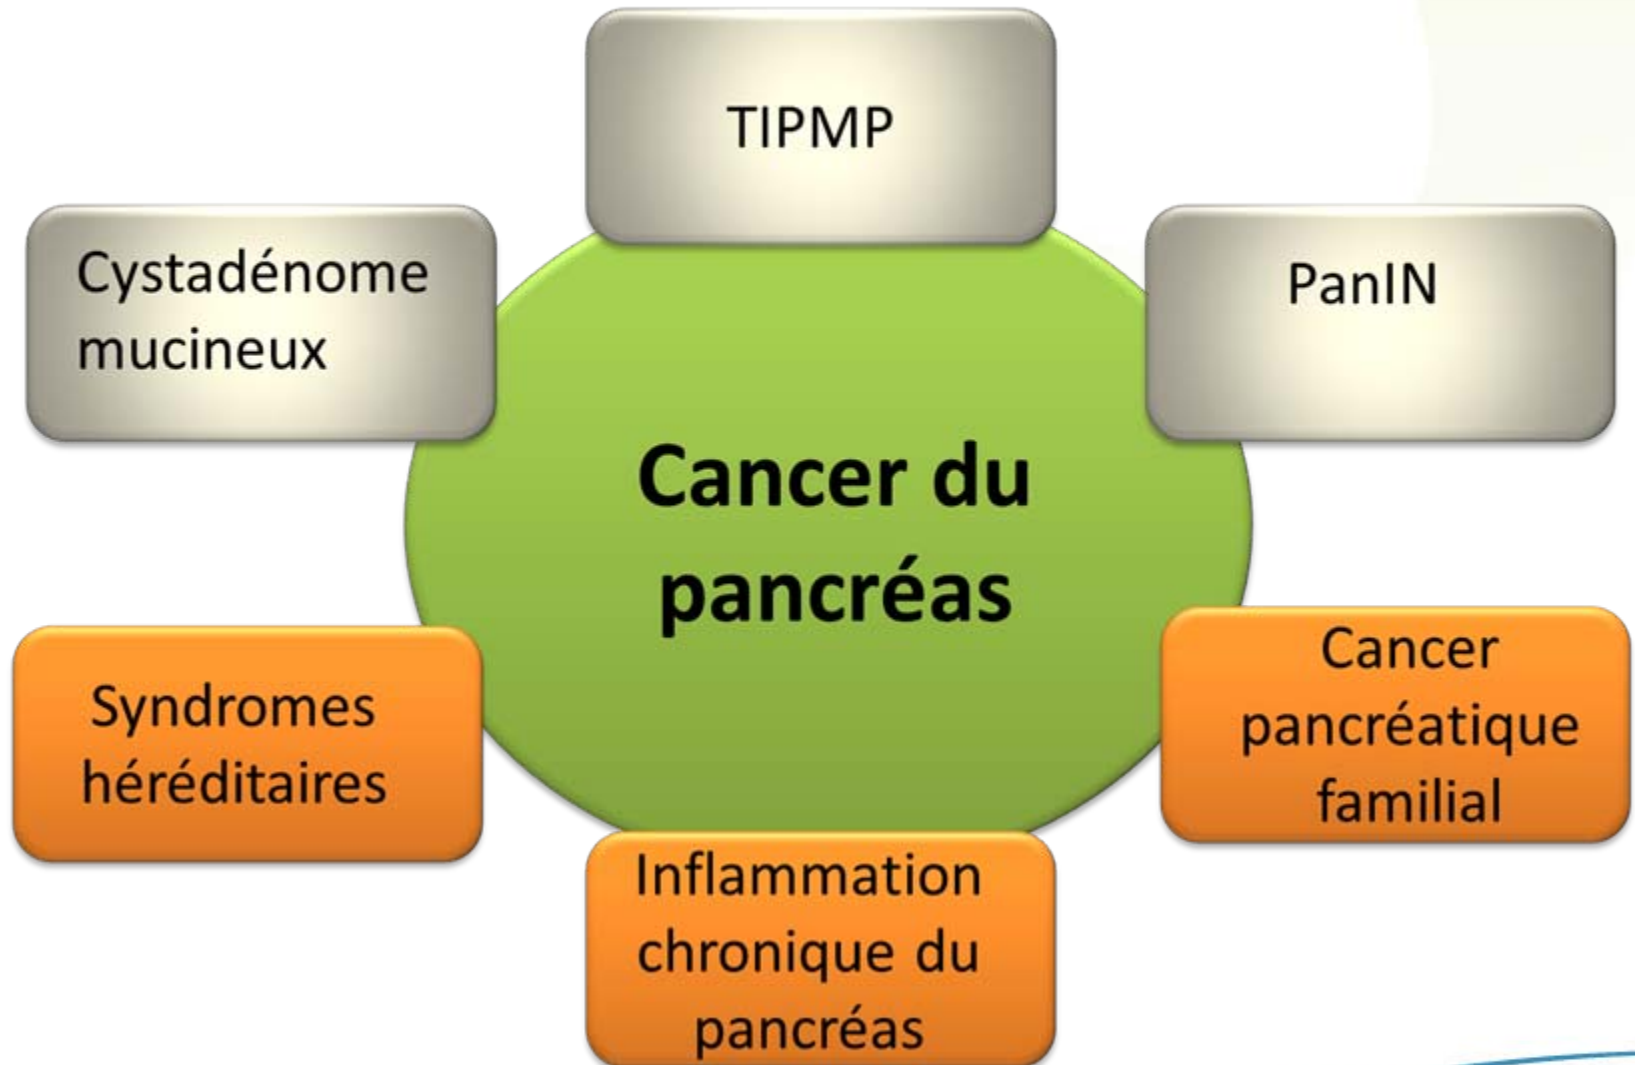 TIPMP
Cystadénome
mucineux
PanIN
Cancer du
pancréas
Syndromes
héréditaires
Cancer
pancréatique
familial
Inflammation
chronique du
pancréas